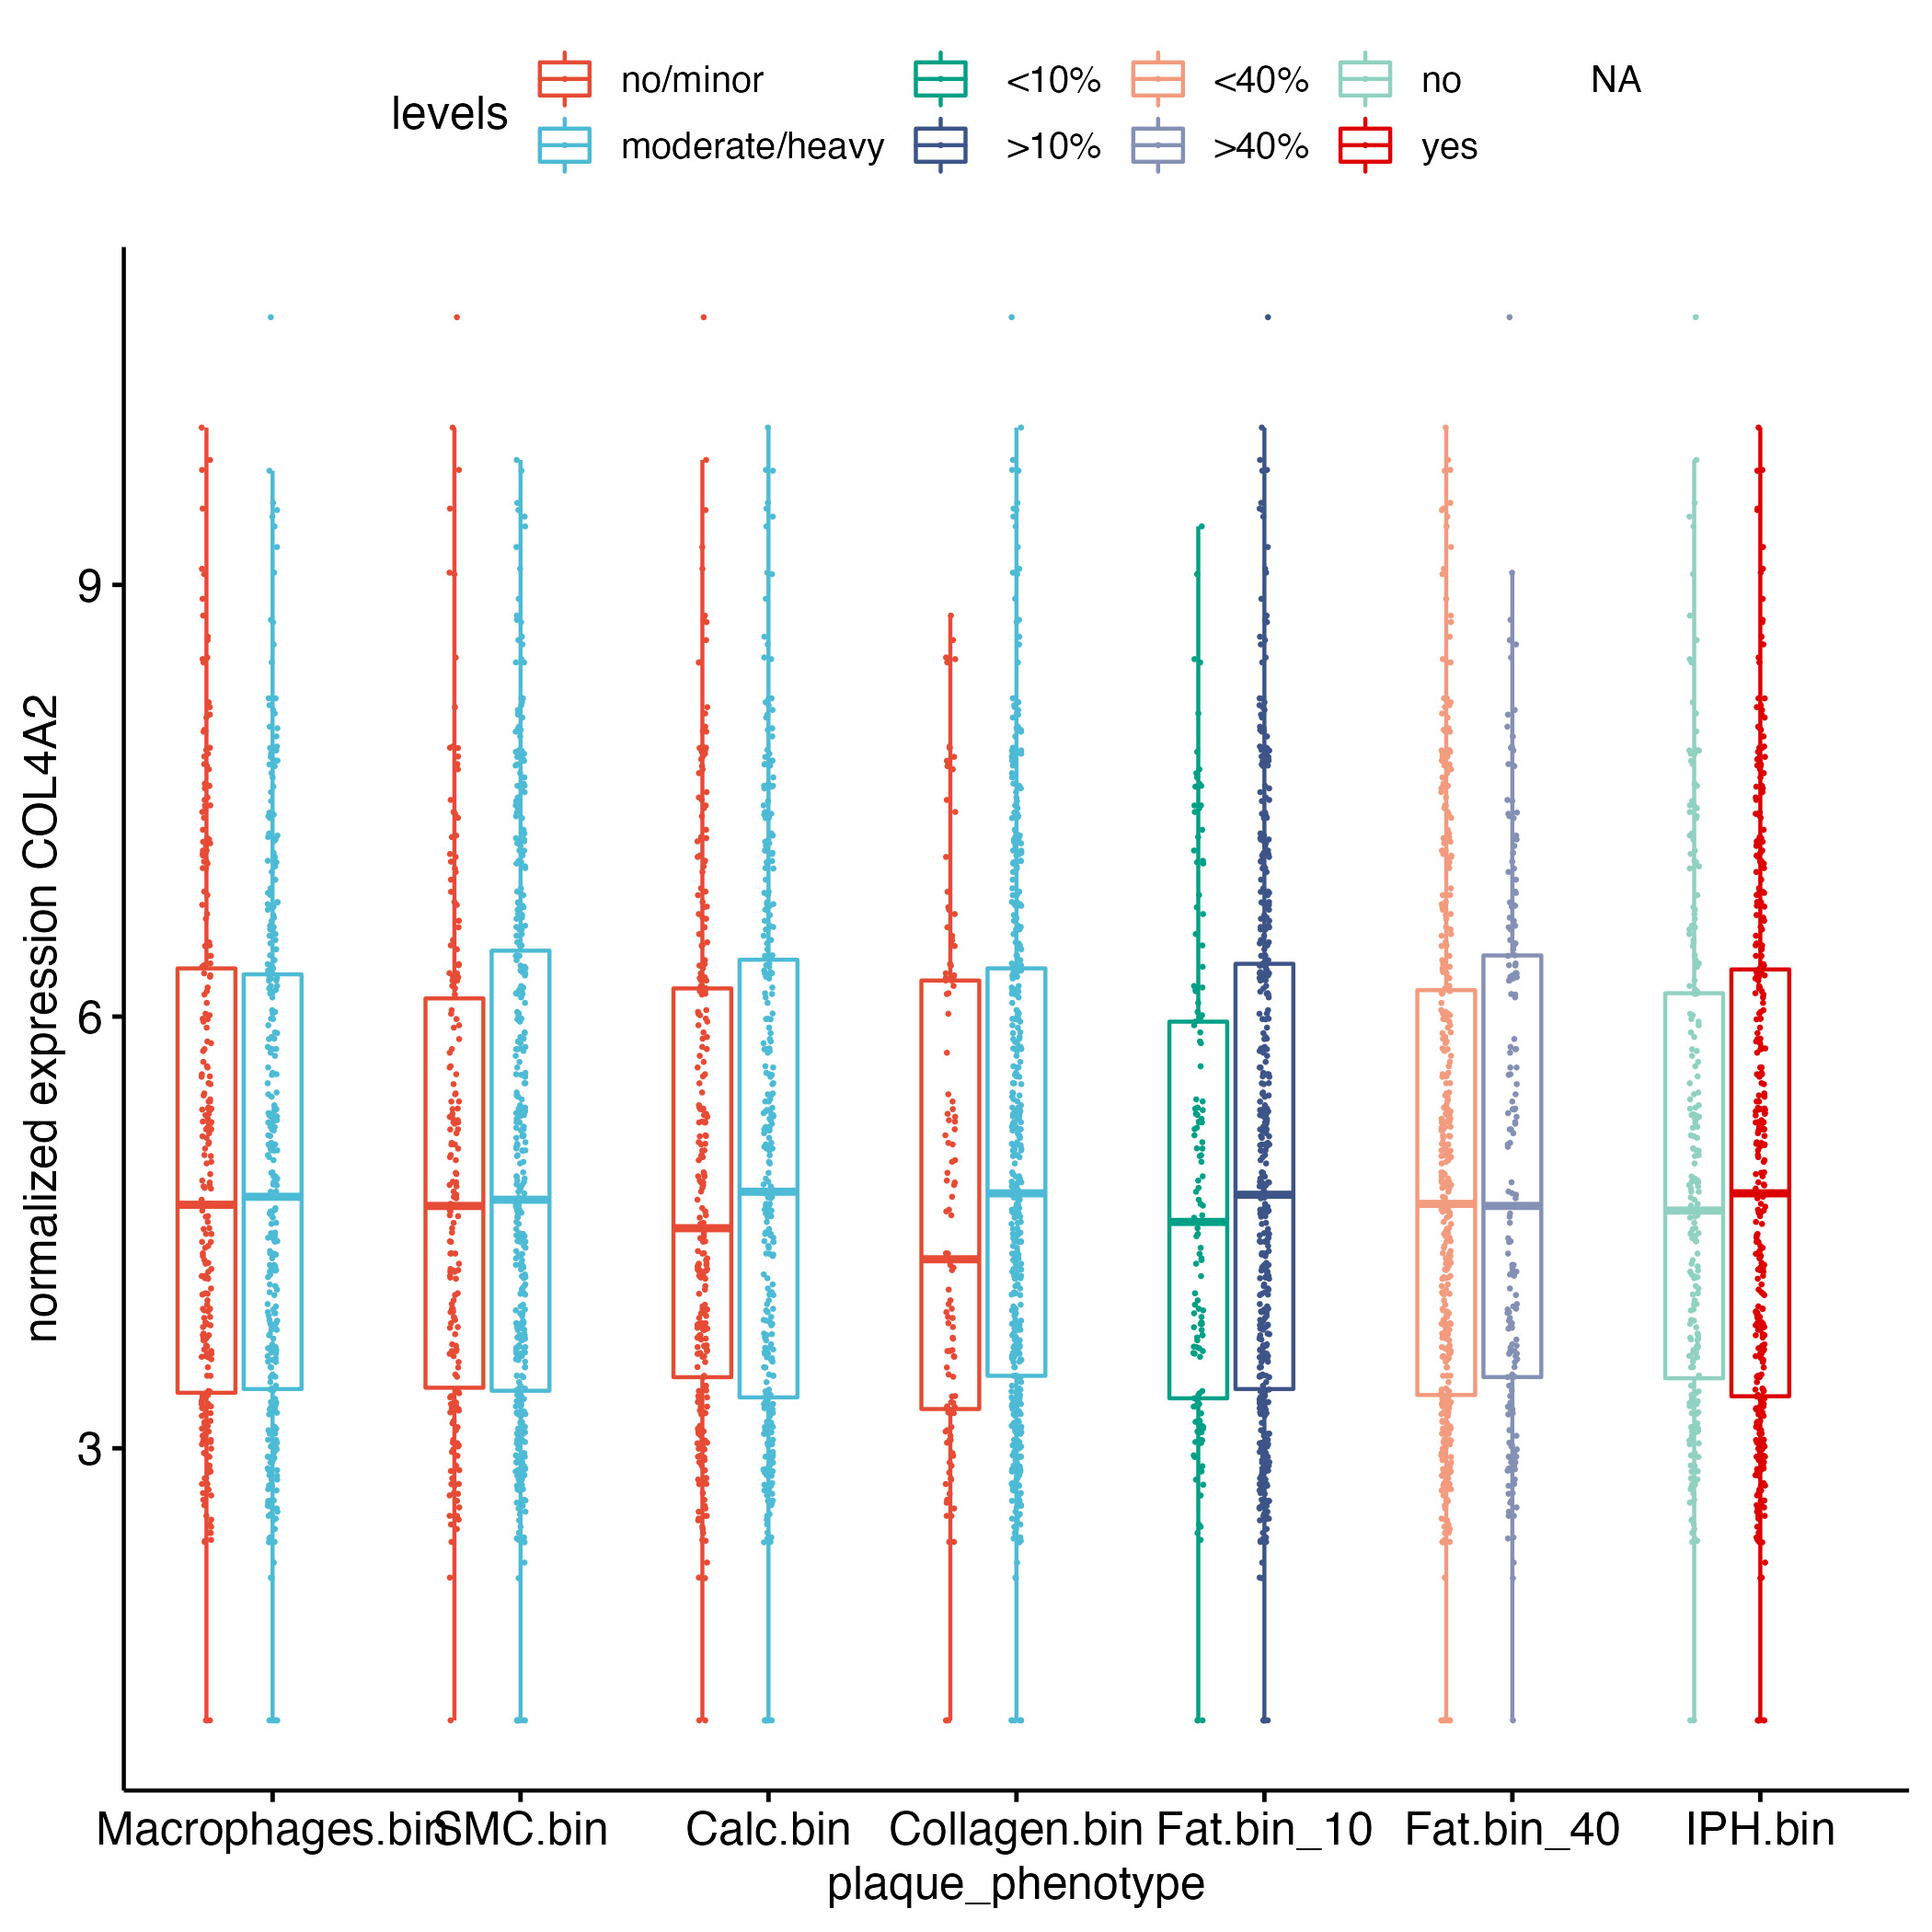 levels
no/minor <10% <40% no NA
moderate/heavy >10% >40% yes
normalized expression COL4A2
9
6
3
Macrophages.bin SMC.bin Calc.bin Collagen.bin Fat.bin_10 Fat.bin_40 IPH.bin
plaque_phenotype